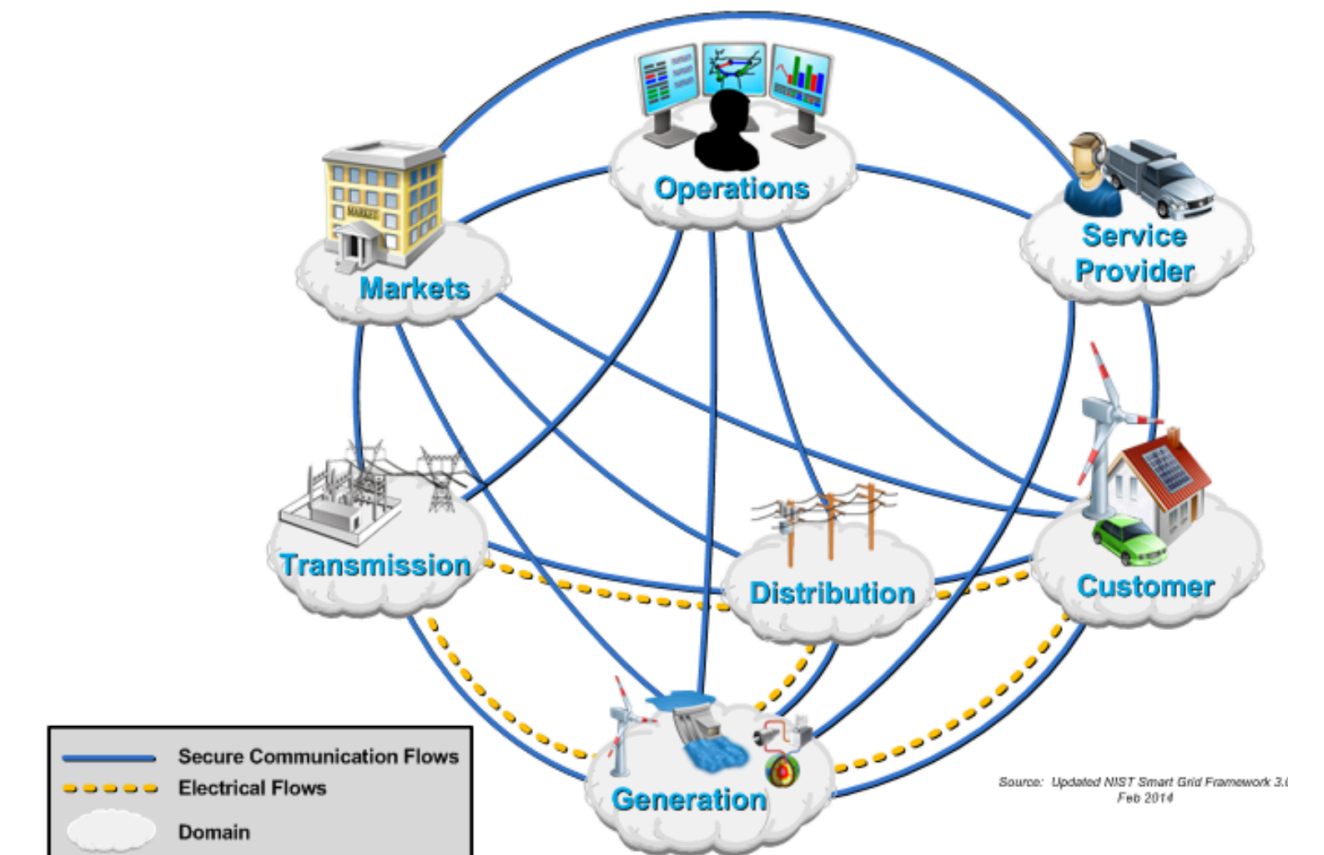 Operations
MARKET
Markets
Service
Provider
Transmission
Distribution
Customer
Generation
Secure Communication Flows
Electrical Flows
Domain
Source: Updated NIST Smart Grid Framework 3.
Feb 2014